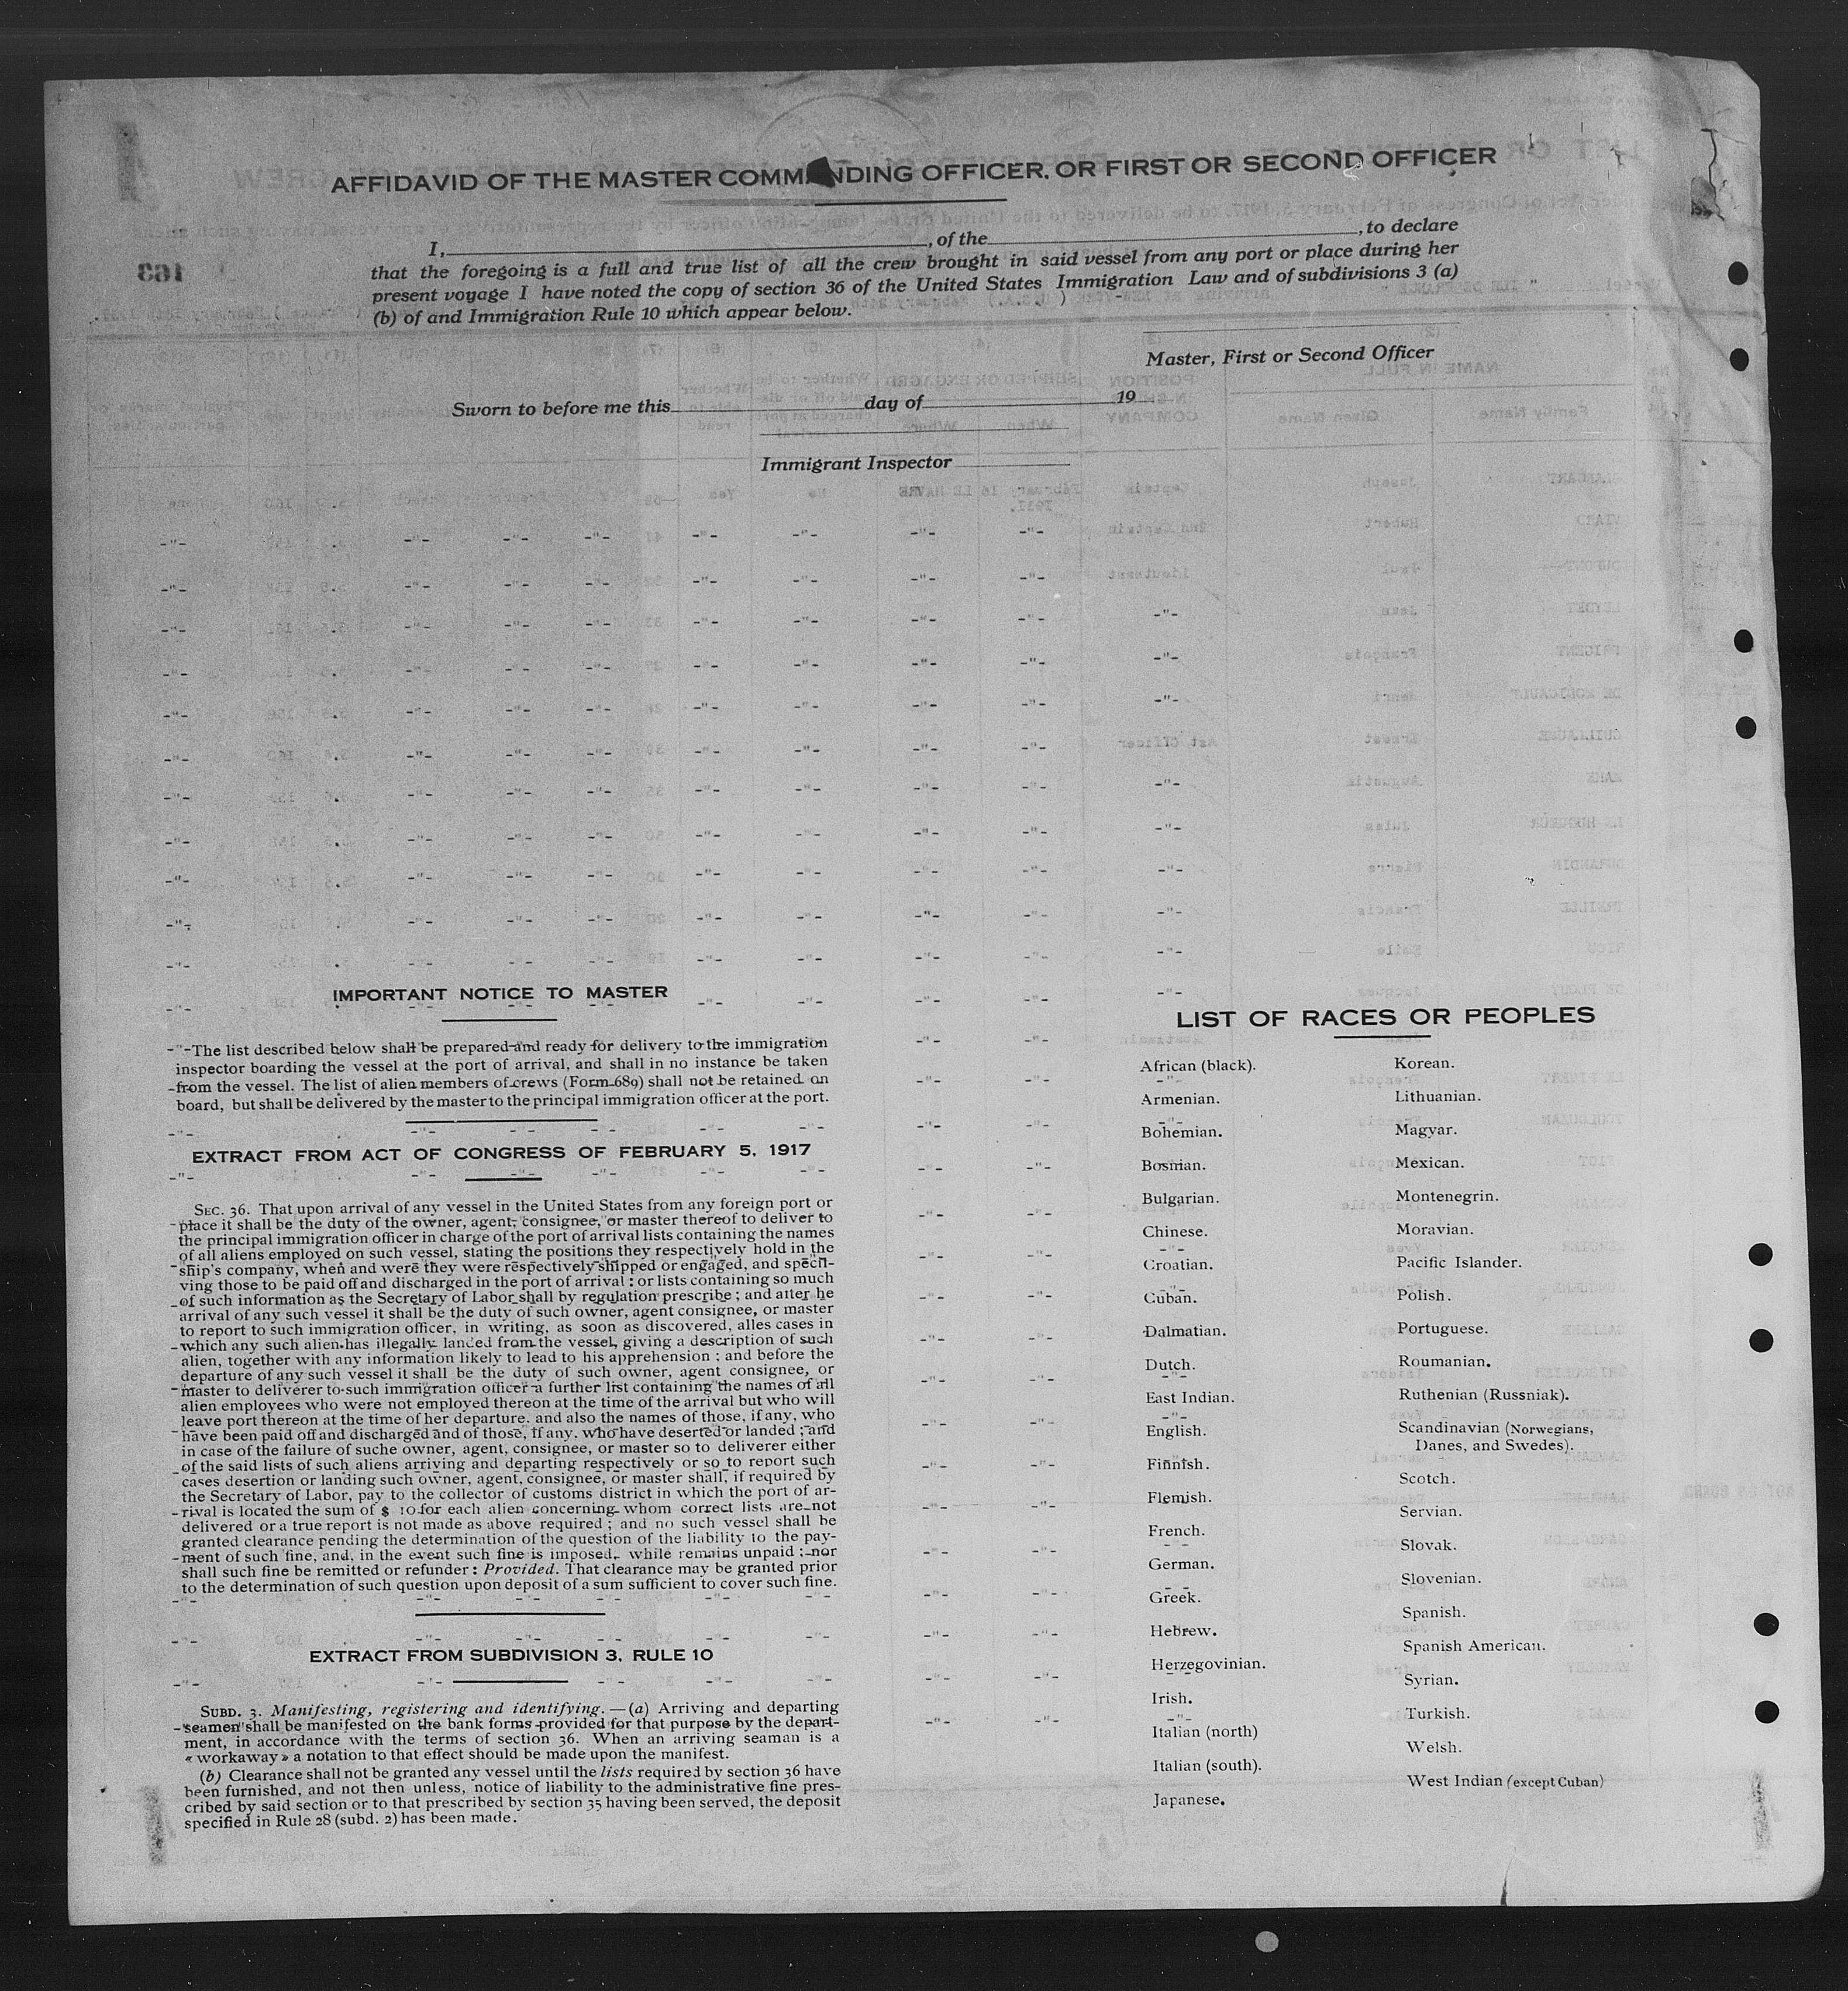 AFFIDAVID OF THE MASTER COMMANDING OFFICER, OR FIRST OR SECOND OFFICER
I, , of the , to declare
that the foregoing is a full and true list of all the crew brought in said vessel from any port or place during her
present voyage I have noted the copy of section 36 of the United States Immigration Law and of subdivisions 3 (a)
(b) of and Immigration Rule 10 which appear below.
Master, First or Second Officer
Sworn to before me this day of 19
Immigrant Inspector
IMPORTANT NOTICE TO MASTER
The list described below shall be prepared and ready for delivery to the immigration
inspector boarding the vessel at the port of arrival, and shall in no instance be taken
from the vessel. The list of alien members of crews (Form 689) shall not be retained on
board, but shall be delivered by the master to the principal immigration officer at the port.
EXTRACT FROM ACT OF CONGRESS OF FEBRUARY 5, 1917
SEC. 36. That upon arrival of any vessel in the United States from any foreign port or
place it shall be the duty of the owner, agent, consignee, or master thereof to deliver to
the principal immigration officer in charge of the port of arrival lists containing the names
of all aliens employed on such vessel, stating the positions they respectively hold in the
ship's company, when and were they were respectively shipped or engaged, and specif-
ying those to be paid off and discharged in the port of arrival : or lists containing so much
of such information as the Secretary of Labor shall by regulation prescribe ; and alter he
arrival of any such vessel it shall be the duty of such owner, agent consignee, or master
to report to such immigration officer, in writing, as soon as discovered, alles cases in
which any such alien has illegally landed from the vessel, giving a description of such
alien, together with any information likely to lead to his apprehension ; and before the
departure of any such vessel it shall be the duty of such owner, agent consignee, or
master to deliverer to such immigration officer a further list containing the names of all
alien employees who were not employed thereon at the time of the arrival but who will
leave port thereon at the time of her departure, and also the names of those, if any, who
have been paid off and discharged and of those, if any, who have deserted or landed ; and
in case of the failure of suche owner, agent, consignee, or master so to deliverer either
of the said lists of such aliens arriving and departing respectively or so to report such
cases desertion or landing such owner, agent, consignee, or master shall, if required by
the Secretary of Labor, pay to the collector of customs district in which the port of ar-
rival is located the sum of $ 10 for each alien concerning whom correct lists are not
delivered or a true report is not made as above required ; and no such vessel shall be
granted clearance pending the determination of the question of the liability to the pay-
ment of such fine, and, in the event such fine is imposed, while remains unpaid ; nor
shall such fine be remitted or refunder : Provided. That clearance may be granted prior
to the determination of such question upon deposit of a sum sufficient to cover such fine.
EXTRACT FROM SUBDIVISION 3, RULE 10
SUBD. 3. Manifesting, registering and identifying. — (a) Arriving and departing
seamen shall be manifested on the bank forms provided for that purpose by the depart-
ment, in accordance with the terms of section 36. When an arriving seaman is a
« workaway » a notation to that effect should be made upon the manifest.
(b) Clearance shall not be granted any vessel until the lists required by section 36 have
been furnished, and not then unless, notice of liability to the administrative fine pres-
cribed by said section or to that prescribed by section 35 having been served, the deposit
specified in Rule 28 (subd. 2) has been made.
LIST OF RACES OR PEOPLES
African (black).
Armenian.
Bohemian.
Bosnian.
Bulgarian.
Chinese.
Croatian.
Cuban.
Dalmatian.
Dutch.
East Indian.
English.
Finnish.
Flemish.
French.
German.
Greek.
Hebrew.
Herzegovinian.
Irish.
Italian (north)
Italian (south).
Japanese.
Korean.
Lithuanian.
Magyar.
Mexican.
Montenegrin.
Moravian.
Pacific Islander.
Polish.
Portuguese.
Roumanian.
Ruthenian (Russniak).
Scandinavian (Norwegians,
Danes, and Swedes).
Scotch.
Servian.
Slovak.
Slovenian.
Spanish.
Spanish American.
Syrian.
Turkish.
Welsh.
West Indian (except Cuban)